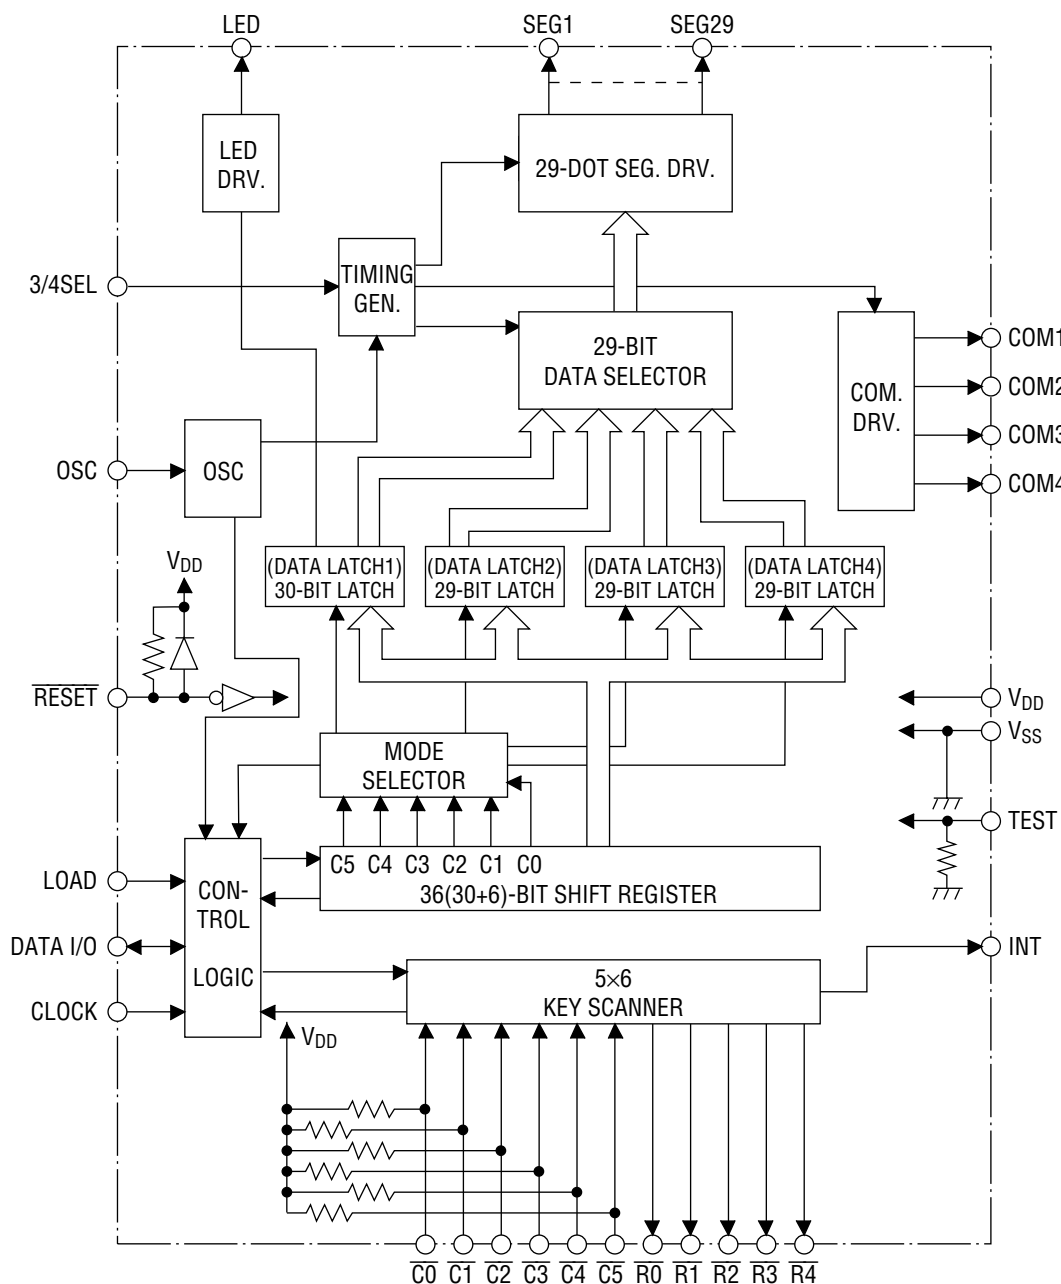 LED
SEG1
SEG29
LED
DRV.
29-DOT SEG. DRV.
3/4SEL
TIMING
GEN.
29-BIT
DATA SELECTOR
COM.
DRV.
COM1
COM2
COM3
COM4
OSC
OSC
VDD
(DATA LATCH1)
30-BIT LATCH
(DATA LATCH2)
29-BIT LATCH
(DATA LATCH3)
29-BIT LATCH
(DATA LATCH4)
29-BIT LATCH
RESET
VDD
VSS
MODE
SELECTOR
TEST
C5 C4 C3 C2 C1 C0
36(30+6)-BIT SHIFT REGISTER
LOAD
DATA I/O
CLOCK
CON-
TROL
LOGIC
5×6
KEY SCANNER
INT
VDD
C0 C1 C2 C3 C4 C5 R0 R1 R2 R3 R4